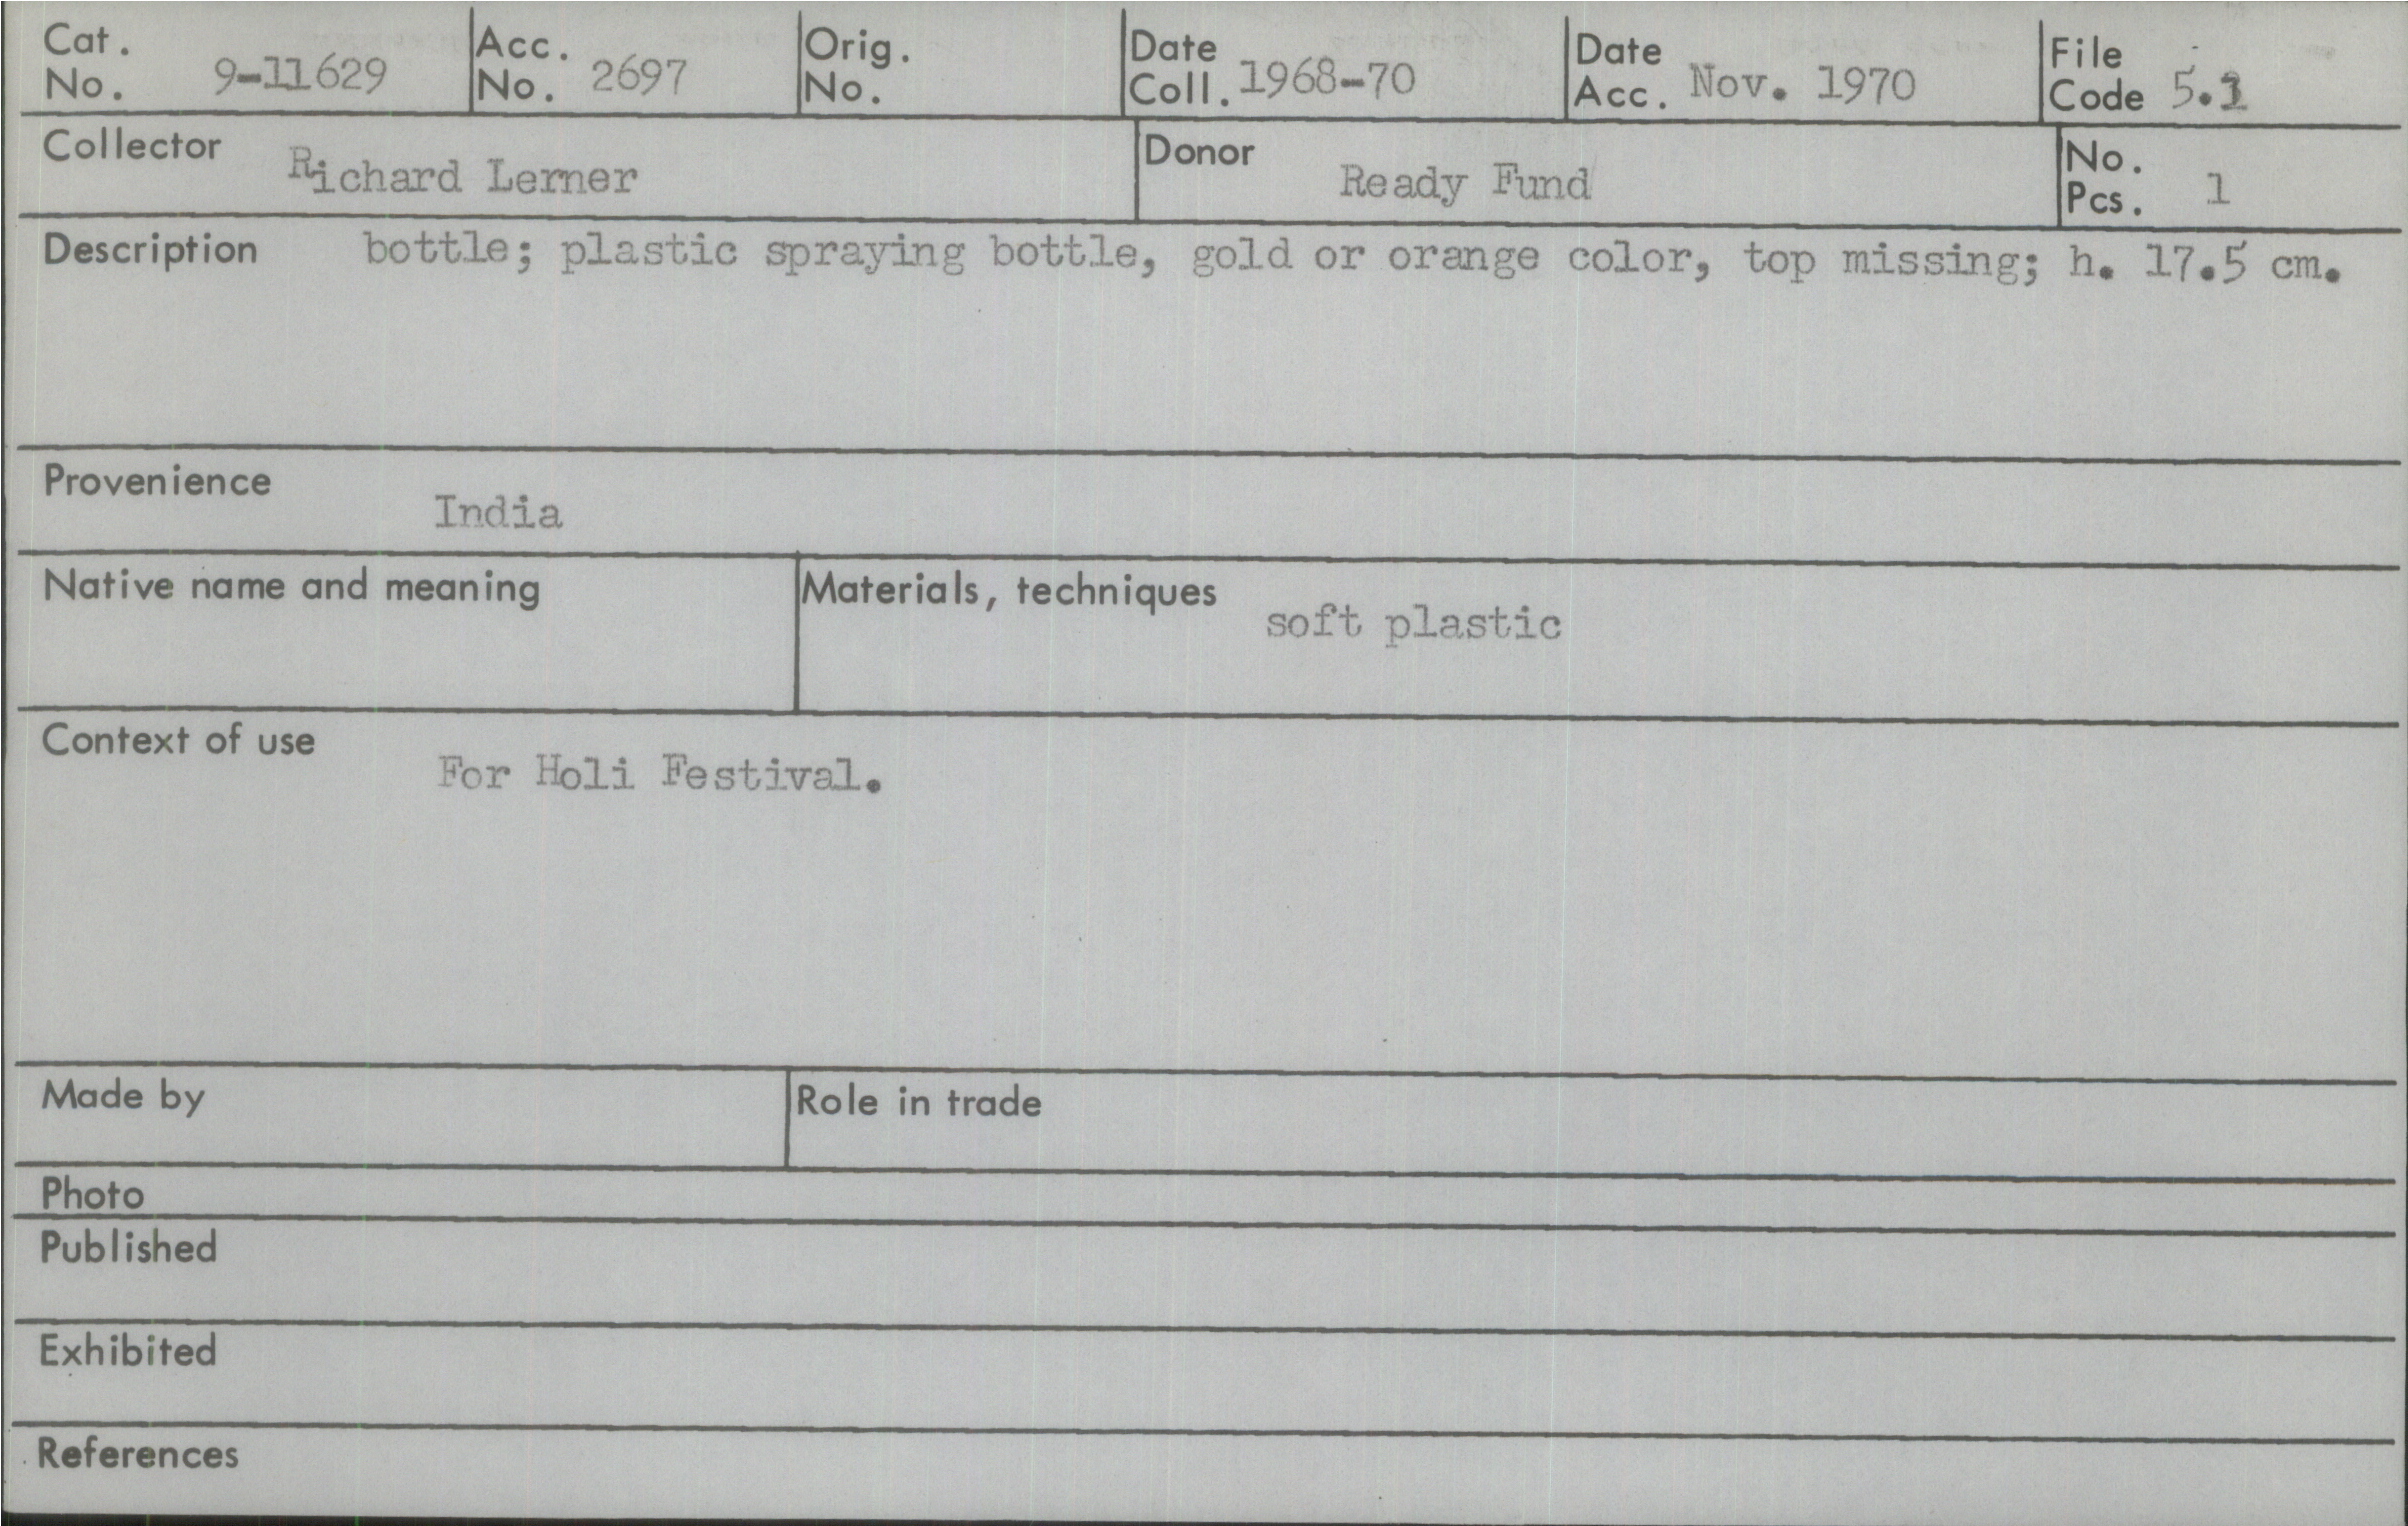 Cat. No. 9-11629 Acc. No. 2697 Orig. No. Date Coll. 1968-70 Date Acc. Nov. 1970 File Code
Collector Richard Lerner Donor Ready Fund No. Pcs. 1
Description bottle; plastic spraying bottle, gold or orange color, top missing; h. 17.5 cm.
Provenience India
Native name and meaning Materials, techniques soft plastic
Context of use For Holi Festival.
Made by Role in trade
Photo
Published
Exhibited
References